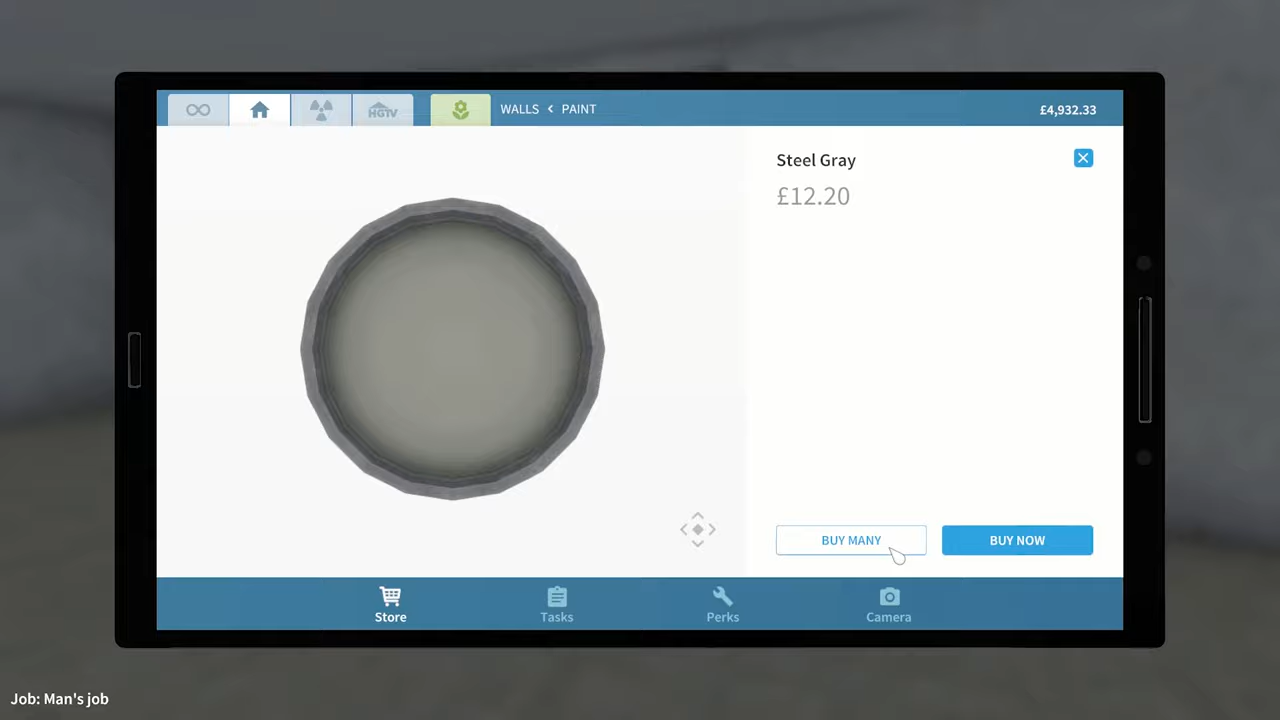 HGTV
WALLS < PAINT
£4,932.33
Steel Gray
£12.20
BUY MANY
BUY NOW
Store
Tasks
Perks
Camera
Job: Man's job